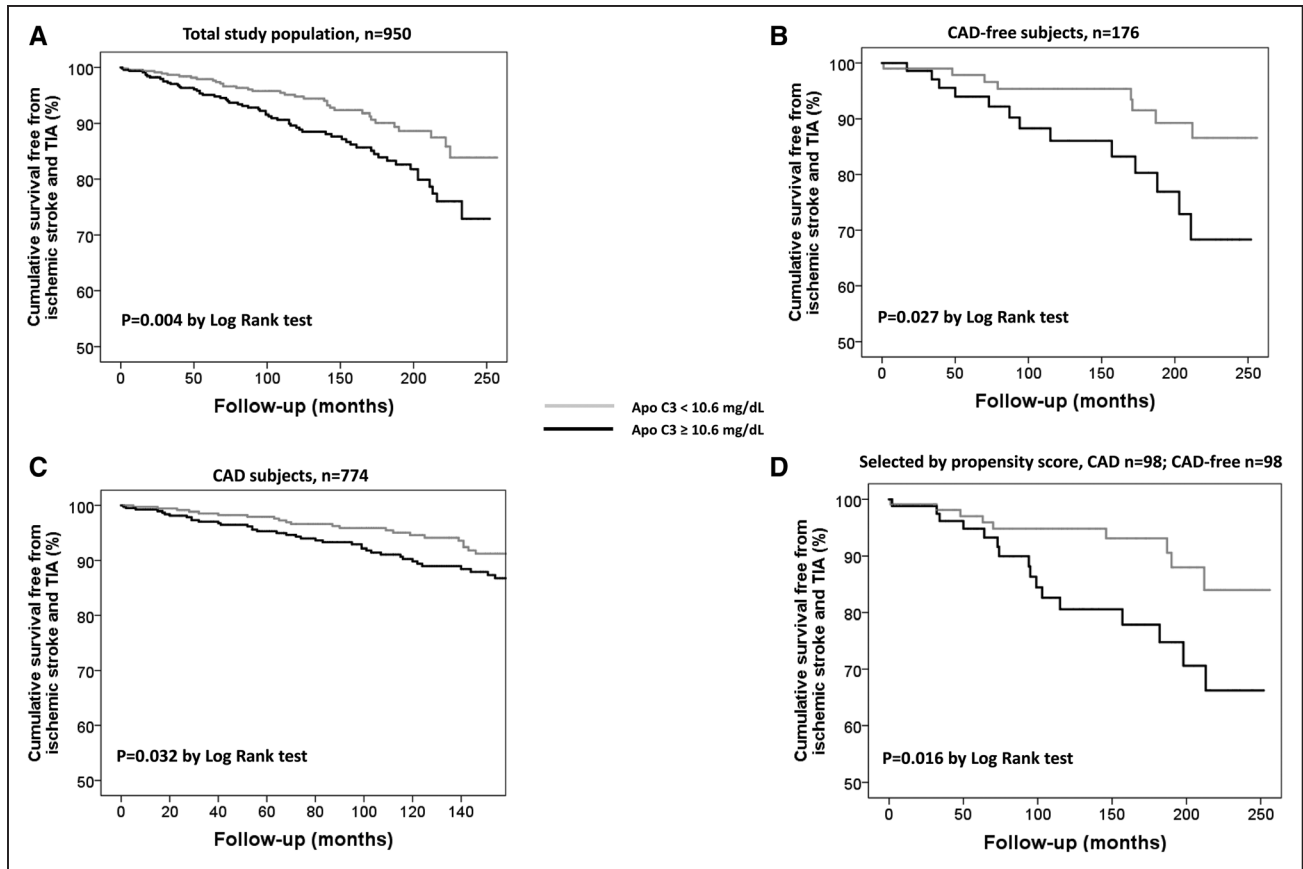 A
Total study population, n=950
Cumulative survival free from
ischemic stroke and TIA (%)
100
90
80
70
60
50
P=0.004 by Log Rank test
0 50 100 150 200 250
Follow-up (months)
B
CAD-free subjects, n=176
Cumulative survival free from
ischemic stroke and TIA (%)
100
90
80
70
60
50
P=0.027 by Log Rank test
0 50 100 150 200 250
Follow-up (months)
Apo C3 < 10.6 mg/dL
Apo C3 ≥ 10.6 mg/dL
C
CAD subjects, n=774
Cumulative survival free from
ischemic stroke and TIA (%)
100
90
80
70
60
50
P=0.032 by Log Rank test
0 20 40 60 80 100 120 140
Follow-up (months)
D
Selected by propensity score, CAD n=98; CAD-free n=98
Cumulative survival free from
ischemic stroke and TIA (%)
100
90
80
70
60
50
P=0.016 by Log Rank test
0 50 100 150 200 250
Follow-up (months)